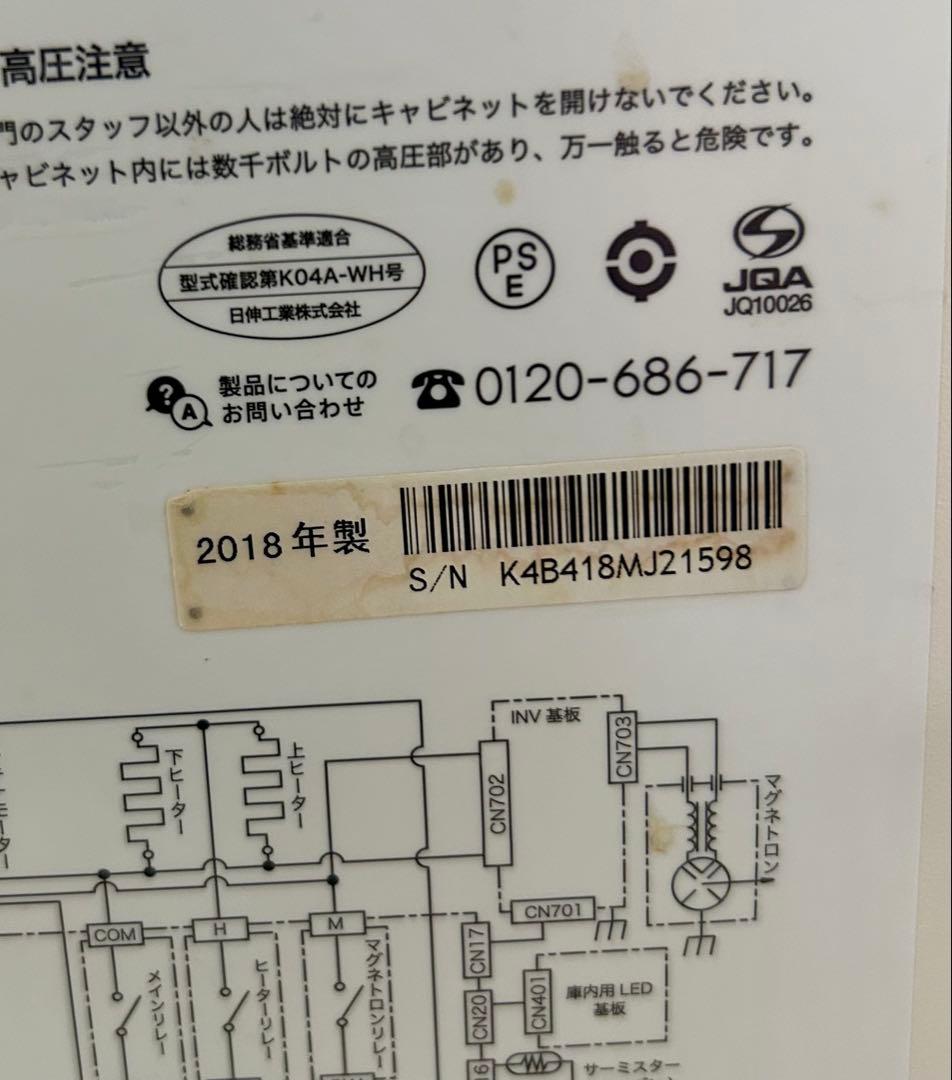 高圧注意
門のスタッフ以外の人は絶対にキャビネットを開けないでください。
ャビネット内には数千ボルトの高圧部があり、万一触ると危険です。
総務省基準適合
型式確認第K04A-WH号
日伸工業株式会社
PS
E
JQA
JQ10026
?
A
製品についての
お問い合わせ
0120-686-717
2018年製
S/N K4B418MJ21598
INV 基板
CN703
CN702
CN701
マグネトロン
下ヒーター
上ヒーター
COM
H
M
メインリレー
ヒーターリレー
マグネトロンリレー
CN17
CN20
CN401
庫内用 LED
基板
サーミスター